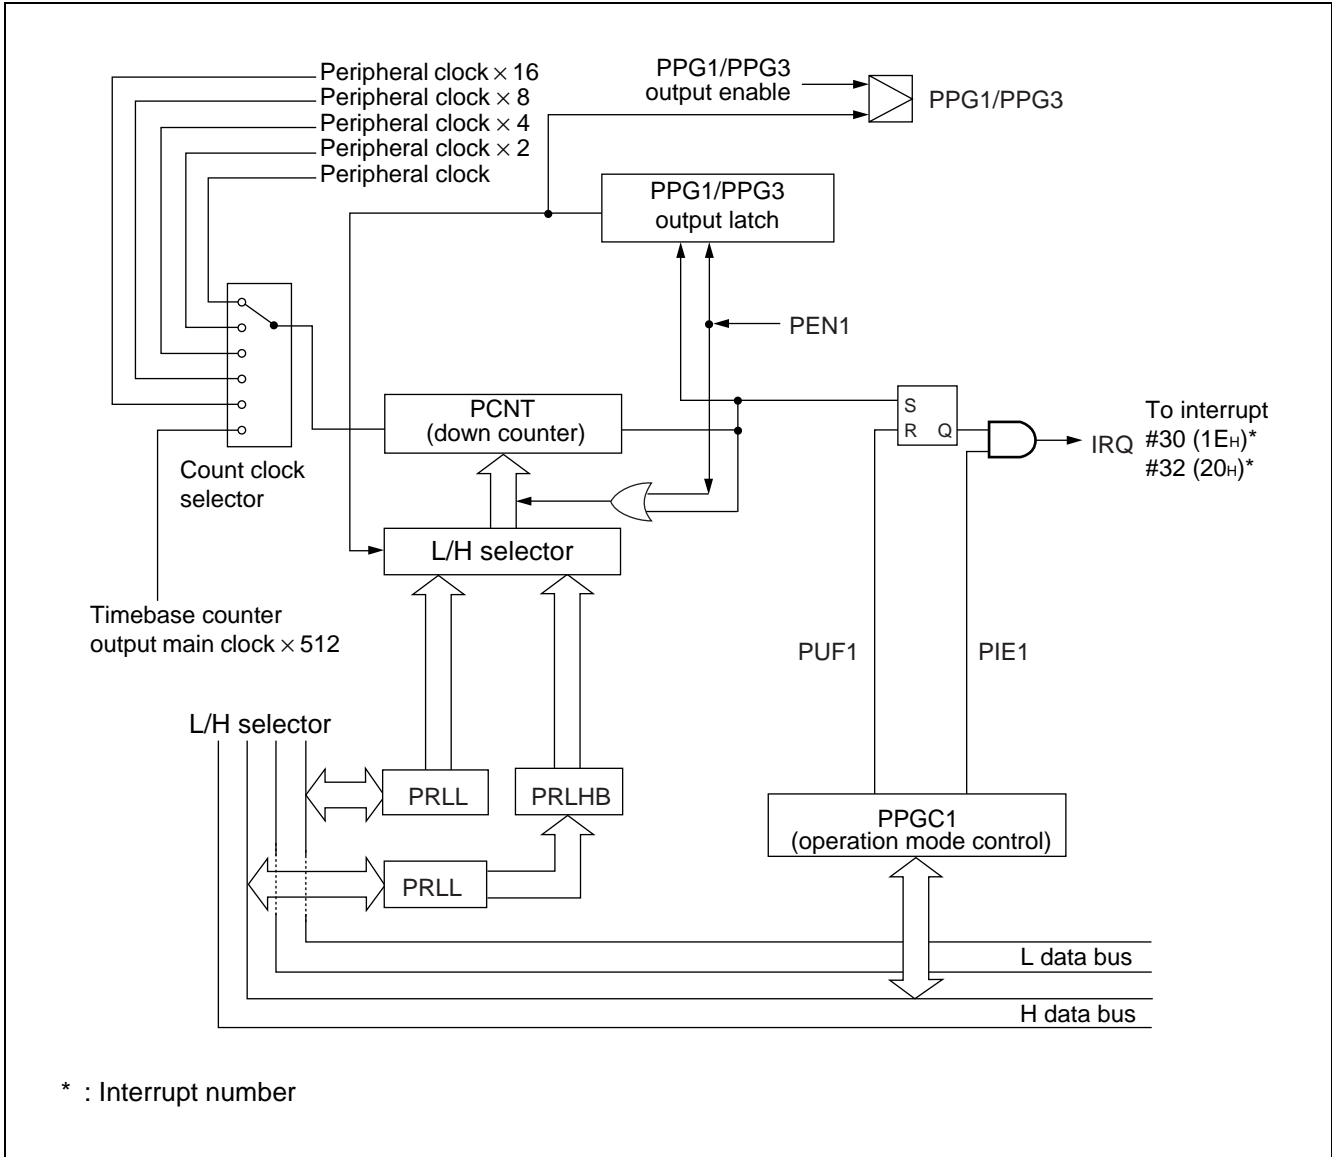 Peripheral clock × 16
Peripheral clock × 8
Peripheral clock × 4
Peripheral clock × 2
Peripheral clock
PPG1/PPG3
output enable
PPG1/PPG3
PPG1/PPG3
output latch
PEN1
PCNT
(down counter)
S
R Q
IRQ
To interrupt
#30 (1EH)*
#32 (20H)*
Count clock
selector
L/H selector
Timebase counter
output main clock × 512
PUF1
PIE1
L/H selector
PRLL
PRLHB
PPGC1
(operation mode control)
PRLL
L data bus
H data bus
* : Interrupt number